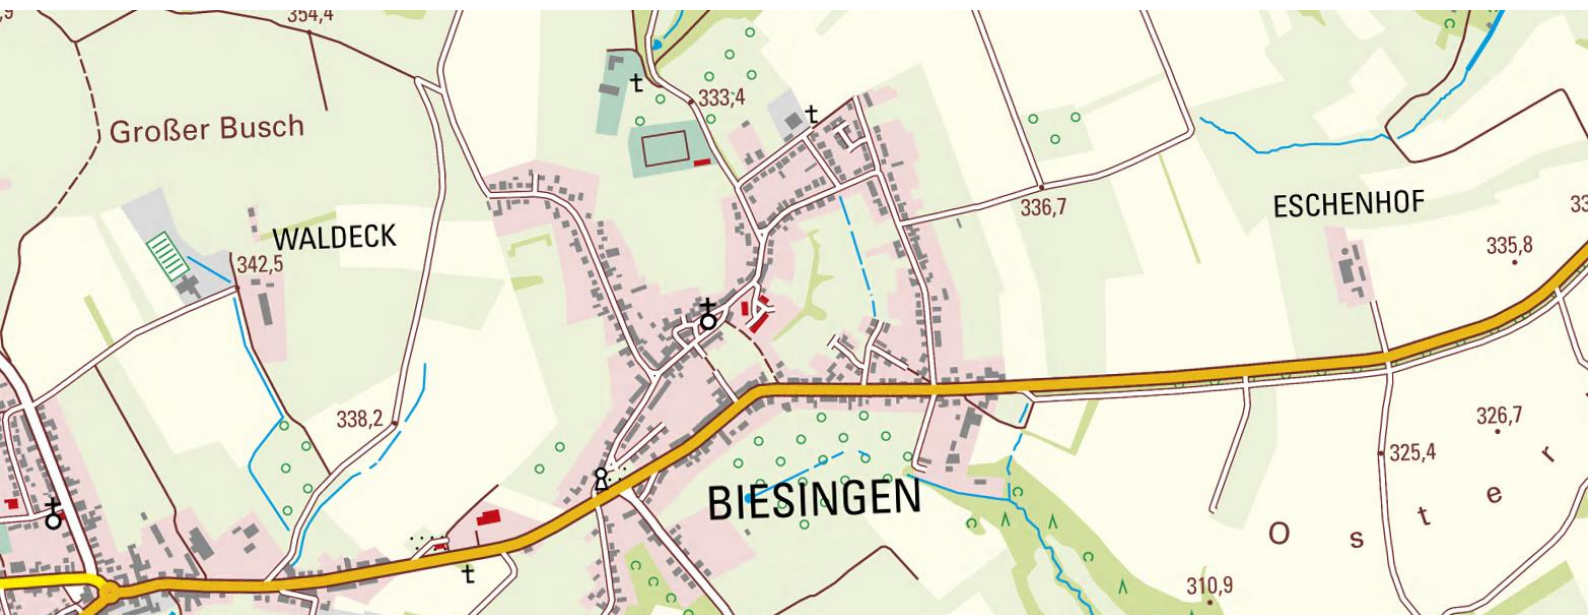 354,4
333,4
Großer Busch
ESCHENHOF
336,7
WALDECK
335,8
342,5
338,2
326,7
325,4
BIESINGEN
O s t e r
310,9